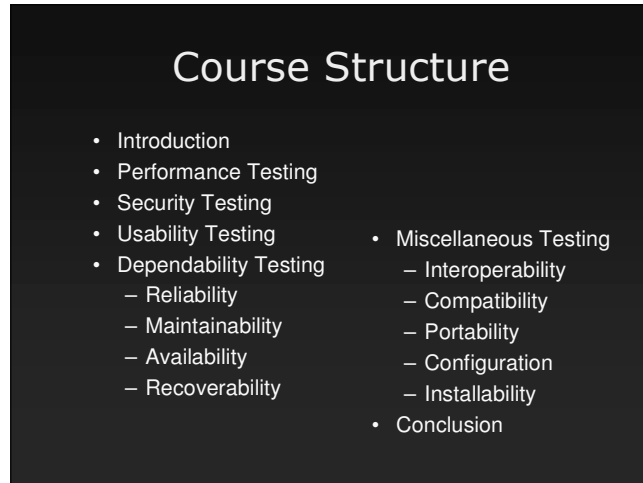 Course Structure
• Introduction
• Performance Testing
• Security Testing
• Usability Testing
• Dependability Testing
– Reliability
– Maintainability
– Availability
– Recoverability
• Miscellaneous Testing
– Interoperability
– Compatibility
– Portability
– Configuration
– Installability
• Conclusion